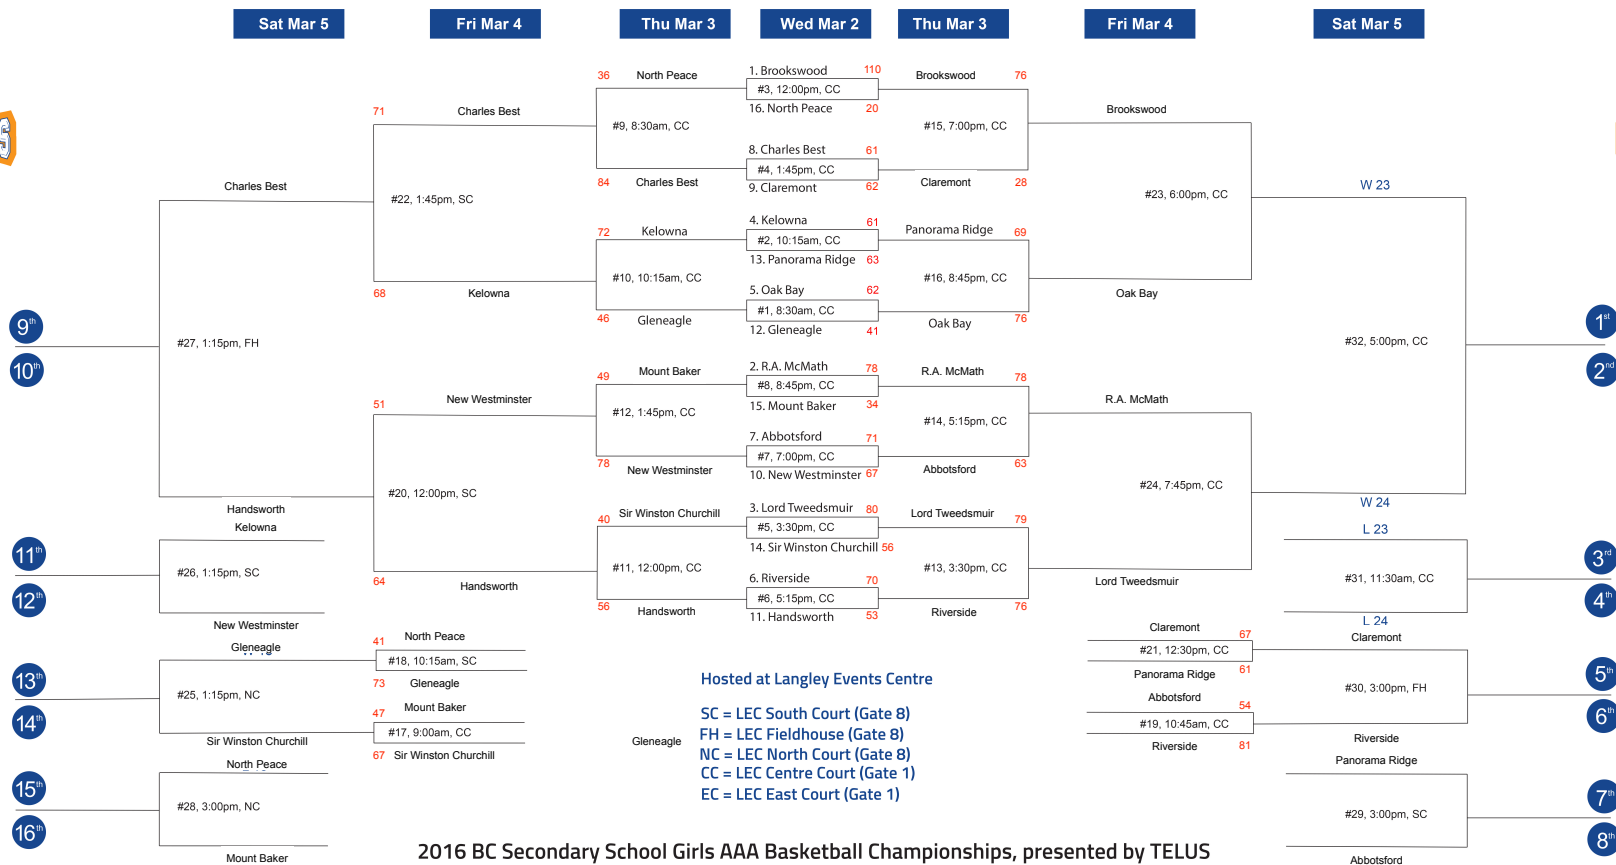 Sat Mar 5
Fri Mar 4
Thu Mar 3
Wed Mar 2
Thu Mar 3
Fri Mar 4
Sat Mar 5
Charles Best
#27, 1:15pm, FH
Handsworth
9th
10th
Kelowna
#26, 1:15pm, SC
New Westminster
11th
12th
Gleneagle
#25, 1:15pm, NC
Sir Winston Churchill
13th
14th
North Peace
#28, 3:00pm, NC
Mount Baker
15th
16th
71 Charles Best
#22, 1:45pm, SC
68 Kelowna
51 New Westminster
#20, 12:00pm, SC
64 Handsworth
41 North Peace
#18, 10:15am, SC
73 Gleneagle
47 Mount Baker
#17, 9:00am, CC
67 Sir Winston Churchill
36 North Peace
#9, 8:30am, CC
84 Charles Best
72 Kelowna
#10, 10:15am, CC
46 Gleneagle
49 Mount Baker
#12, 1:45pm, CC
78 New Westminster
40 Sir Winston Churchill
#11, 12:00pm, CC
56 Handsworth
Gleneagle
1. Brookswood 110
#3, 12:00pm, CC
16. North Peace 20
8. Charles Best 61
#4, 1:45pm, CC
9. Claremont 62
4. Kelowna 61
#2, 10:15am, CC
13. Panorama Ridge 63
5. Oak Bay 62
#1, 8:30am, CC
12. Gleneagle 41
2. R.A. McMath 78
#8, 8:45pm, CC
15. Mount Baker 34
7. Abbotsford 71
#7, 7:00pm, CC
10. New Westminster 67
3. Lord Tweedsmuir 80
#5, 3:30pm, CC
14. Sir Winston Churchill 56
6. Riverside 70
#6, 5:15pm, CC
11. Handsworth 53
Brookswood 76
#15, 7:00pm, CC
Claremont 28
Panorama Ridge 69
#16, 8:45pm, CC
Oak Bay 76
R.A. McMath 78
#14, 5:15pm, CC
Abbotsford 63
Lord Tweedsmuir 79
#13, 3:30pm, CC
Riverside 76
Brookswood
#23, 6:00pm, CC
Oak Bay
R.A. McMath
#24, 7:45pm, CC
Lord Tweedsmuir
Claremont 67
#21, 12:30pm, CC
Panorama Ridge 61
Abbotsford 54
#19, 10:45am, CC
Riverside 81
W 23
#32, 5:00pm, CC
W 24
1st
2nd
L 23
#31, 11:30am, CC
L 24
3rd
4th
Claremont
#30, 3:00pm, FH
Riverside
5th
6th
Panorama Ridge
#29, 3:00pm, SC
Abbotsford
7th
8th
Hosted at Langley Events Centre
SC = LEC South Court (Gate 8)
FH = LEC Fieldhouse (Gate 8)
NC = LEC North Court (Gate 8)
CC = LEC Centre Court (Gate 1)
EC = LEC East Court (Gate 1)
2016 BC Secondary School Girls AAA Basketball Championships, presented by TELUS